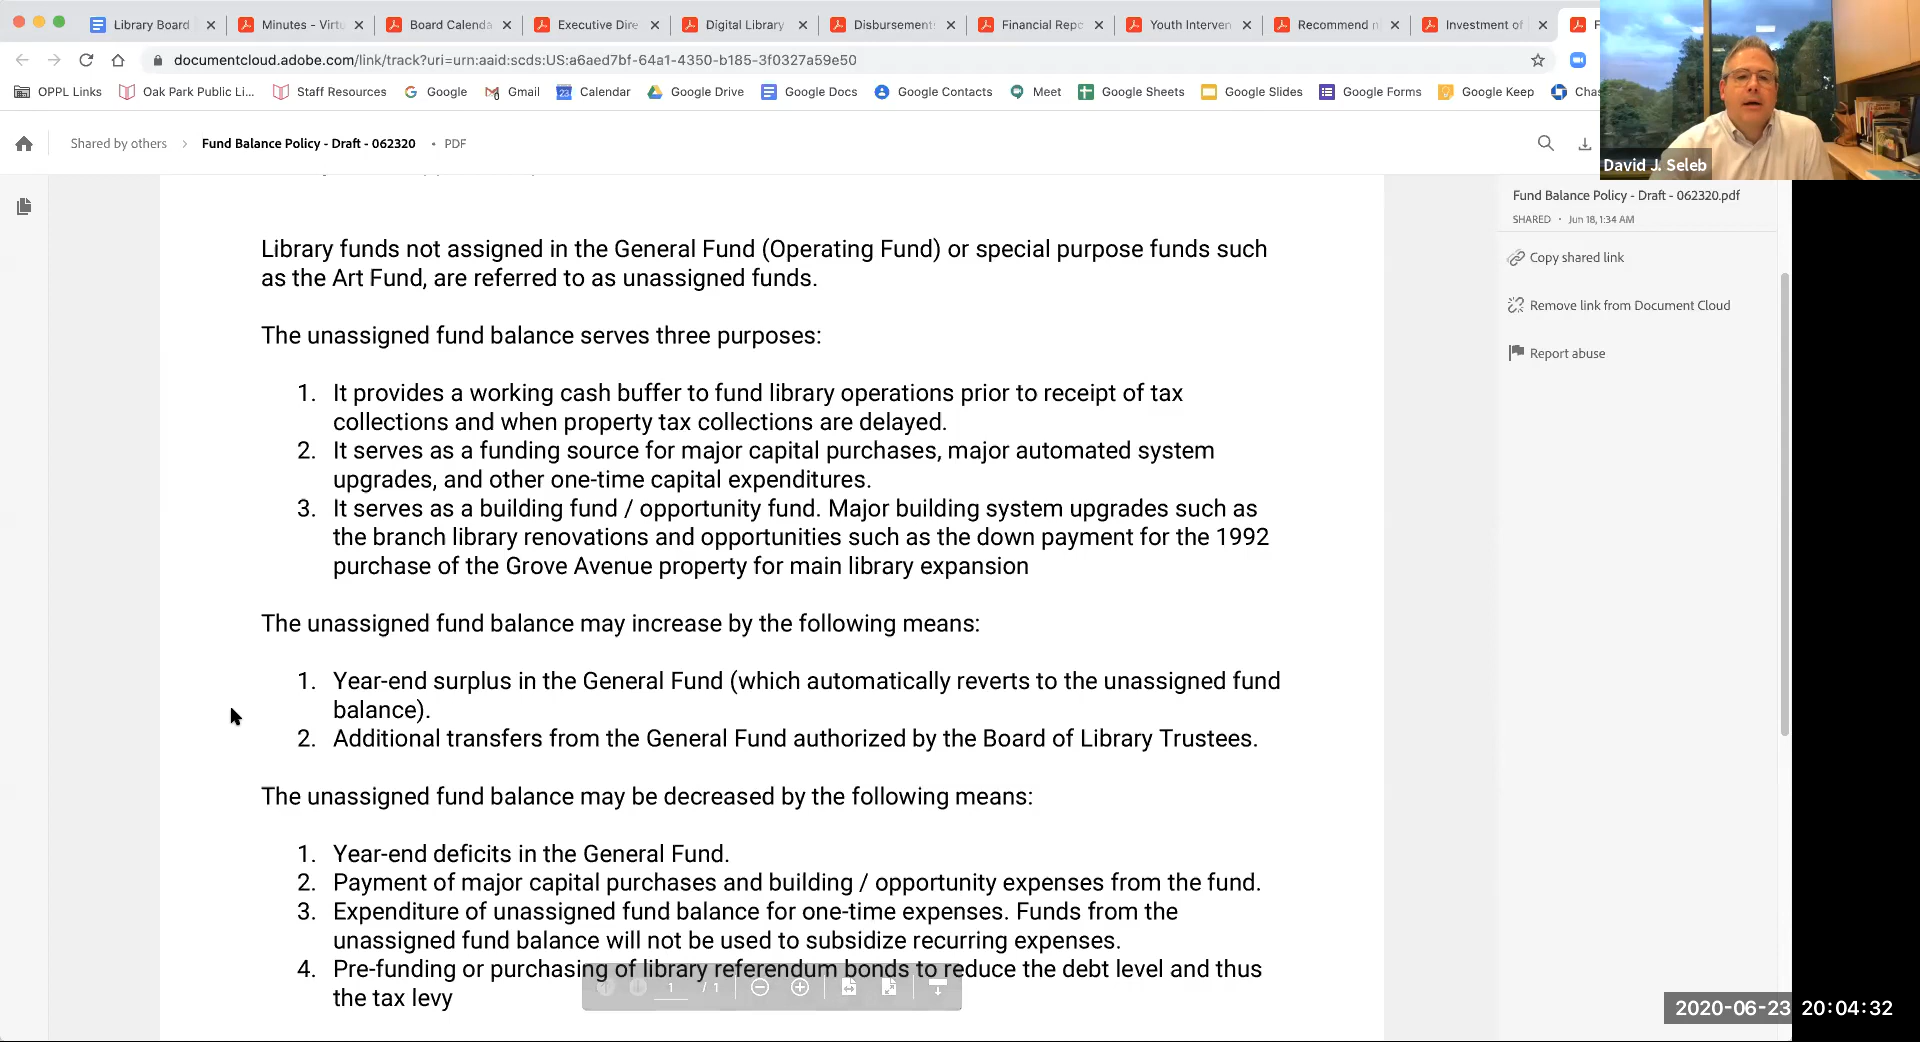 Library Board
Minutes - Virtu
Board Calenda
Executive Dire
Digital Library
Disbursement
Financial Repo
Youth Interven
Recommend n
Investment of
documentcloud.adobe.com/link/track?uri=urn:aaid:scds:US:a6aed7bf-64a1-4350-b185-3f0327a59e50
OPPL Links
Oak Park Public Li...
Staff Resources
Google
Gmail
Calendar
Google Drive
Google Docs
Google Contacts
Meet
Google Sheets
Google Slides
Google Forms
Google Keep
Chas
David J. Seleb
Shared by others > Fund Balance Policy - Draft - 062320 • PDF
Fund Balance Policy - Draft - 062320.pdf
SHARED • Jun 18, 1:34 AM
Copy shared link
Remove link from Document Cloud
Report abuse
Library funds not assigned in the General Fund (Operating Fund) or special purpose funds such
as the Art Fund, are referred to as unassigned funds.
The unassigned fund balance serves three purposes:
1. It provides a working cash buffer to fund library operations prior to receipt of tax
collections and when property tax collections are delayed.
2. It serves as a funding source for major capital purchases, major automated system
upgrades, and other one-time capital expenditures.
3. It serves as a building fund / opportunity fund. Major building system upgrades such as
the branch library renovations and opportunities such as the down payment for the 1992
purchase of the Grove Avenue property for main library expansion
The unassigned fund balance may increase by the following means:
1. Year-end surplus in the General Fund (which automatically reverts to the unassigned fund
balance).
2. Additional transfers from the General Fund authorized by the Board of Library Trustees.
The unassigned fund balance may be decreased by the following means:
1. Year-end deficits in the General Fund.
2. Payment of major capital purchases and building / opportunity expenses from the fund.
3. Expenditure of unassigned fund balance for one-time expenses. Funds from the
unassigned fund balance will not be used to subsidize recurring expenses.
4. Pre-funding or purchasing of library referendum bonds to reduce the debt level and thus
the tax levy
1 / 1
2020-06-23 20:04:32